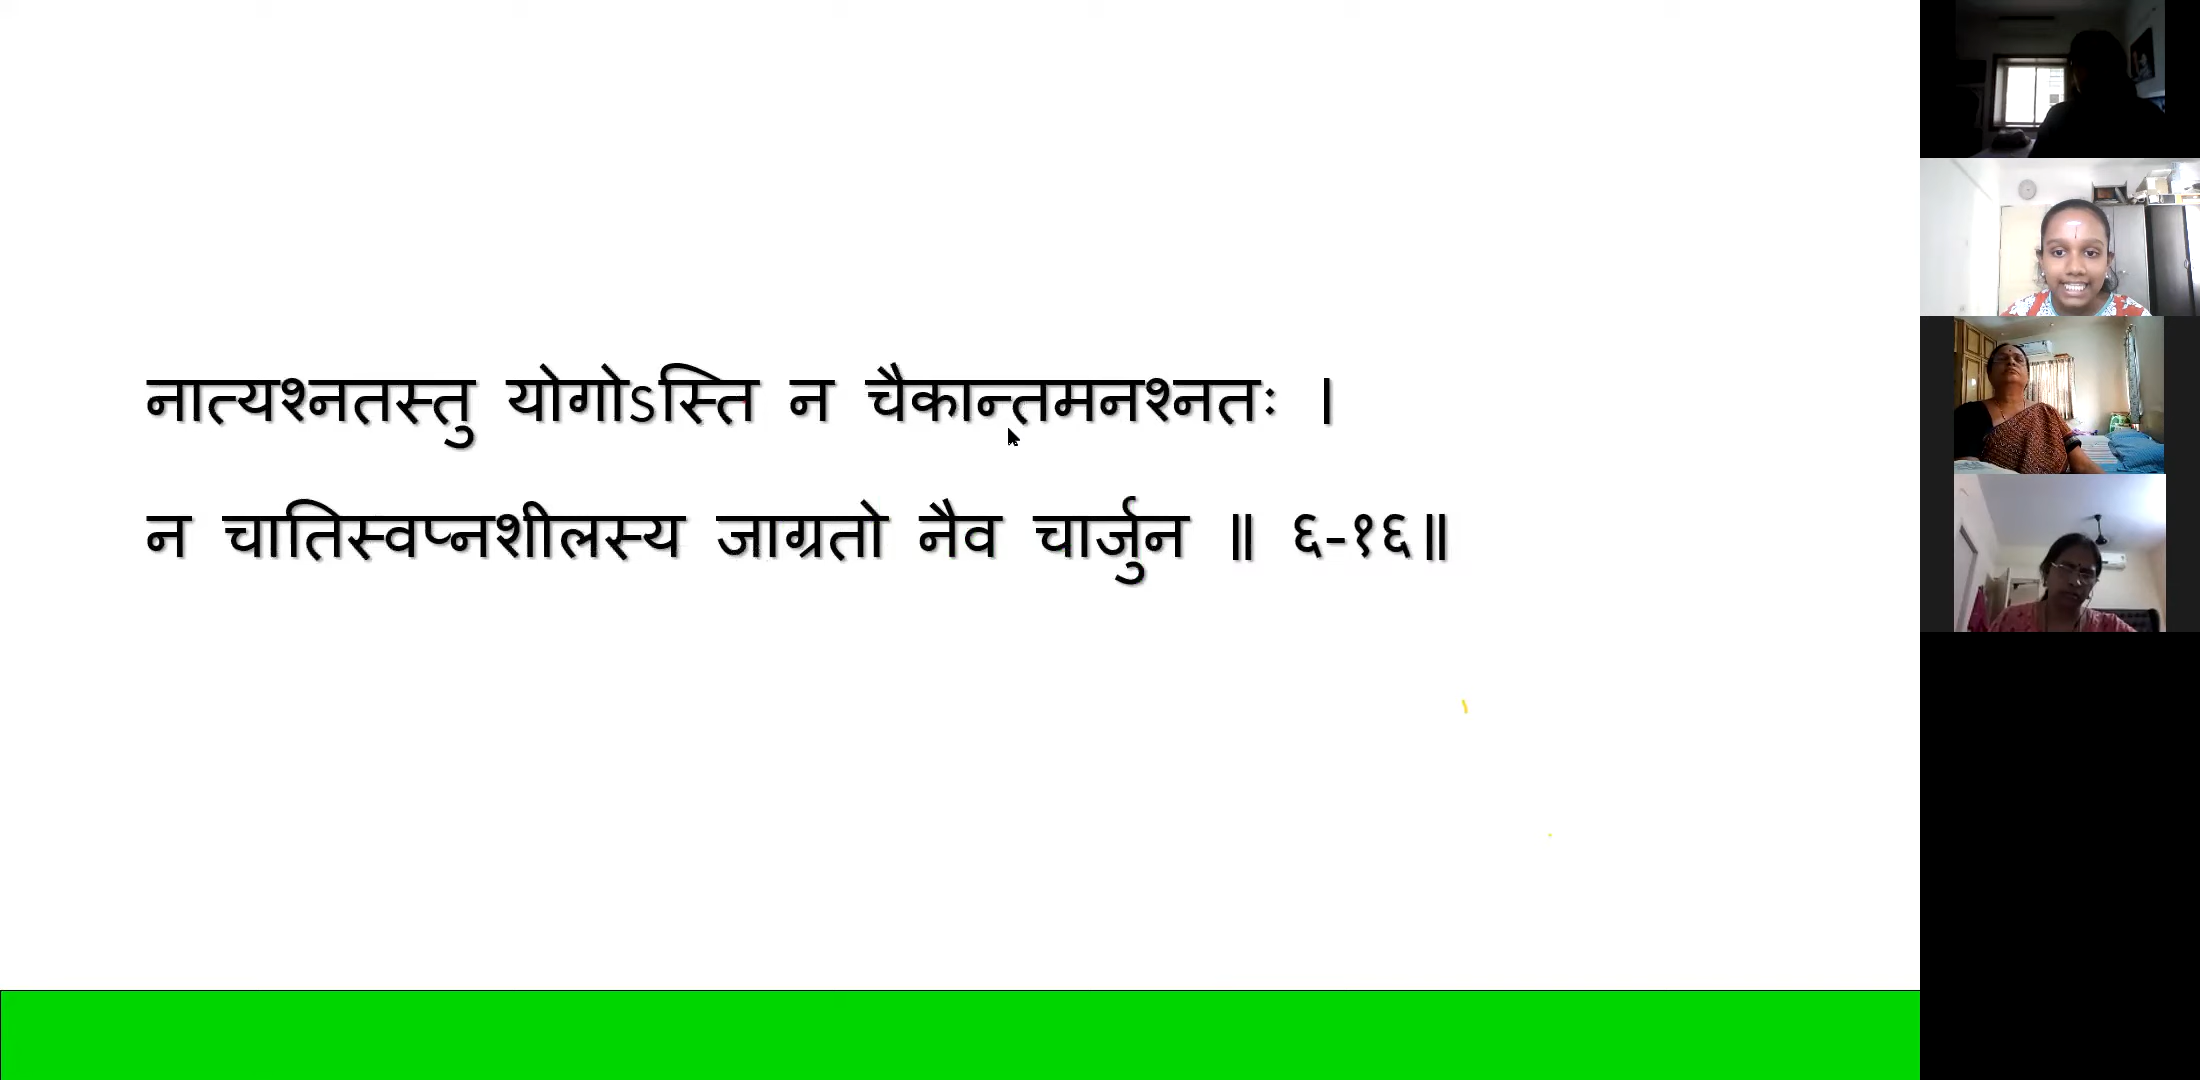 नात्यश्नतस्तु योगोऽस्ति न चैकान्तमनश्नतः ।
न चातिस्वप्नशीलस्य जाग्रतो नैव चार्जुन ॥ ६-१६॥